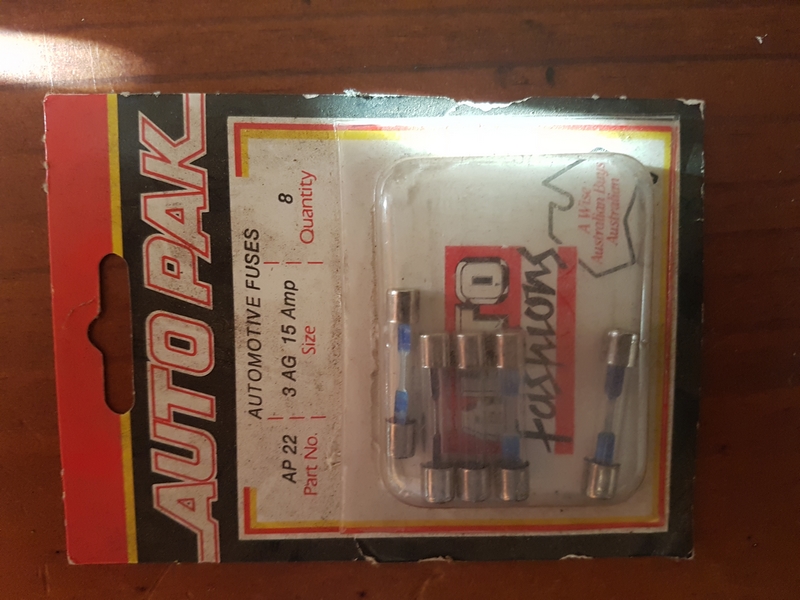 AUTO PAK
AUTOMOTIVE FUSES
AP 22 3 AG 15 Amp 8
Part No. Size Quantity
AUTO
fashions
A Wise
Australian Buys
Australian